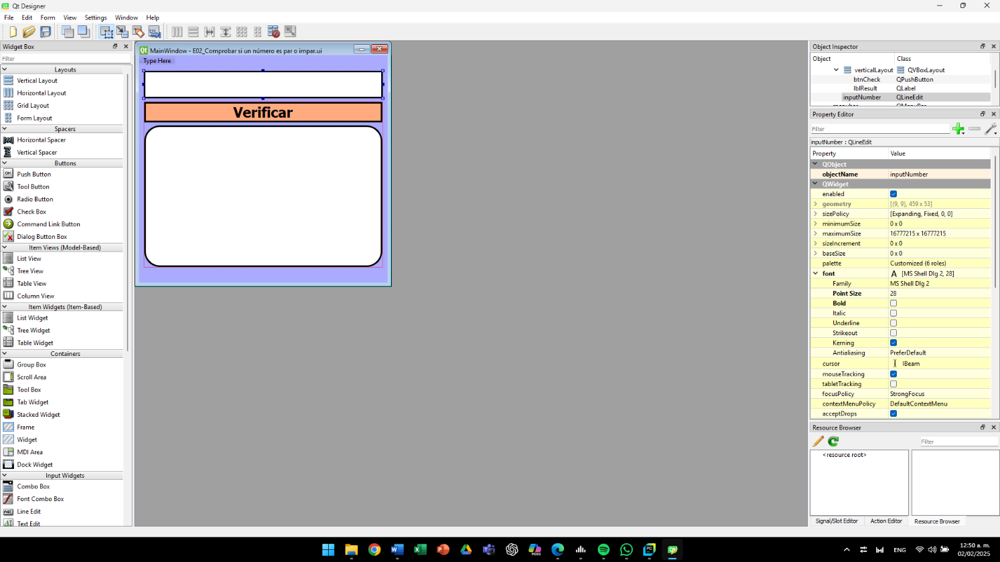 Qt Designer
File Edit Form View Settings Window Help
Widget Box
Filter
Layouts
Vertical Layout
Horizontal Layout
Grid Layout
Form Layout
Spacers
Horizontal Spacer
Vertical Spacer
Buttons
Push Button
Tool Button
Radio Button
Check Box
Command Link Button
Dialog Button Box
Item Views (Model-Based)
List View
Tree View
Table View
Column View
Item Widgets (Item-Based)
List Widget
Tree Widget
Table Widget
Containers
Group Box
Scroll Area
Tool Box
Tab Widget
Stacked Widget
Frame
Widget
MDI Area
Dock Widget
Input Widgets
Combo Box
Font Combo Box
Line Edit
Text Edit
MainWindow - E02_Comprobar si un número es par o impar.ui
Type Here
Verificar
Object Inspector
Object Class
verticalLayout QVBoxLayout
btnCheck QPushButton
lblResult QLabel
inputNumber QLineEdit
menubar QMenuBar
Property Editor
Filter
inputNumber : QLineEdit
Property Value
QObject
objectName inputNumber
QWidget
enabled
geometry [(9, 9), 459 x 53]
sizePolicy [Expanding, Fixed, 0, 0]
minimumSize 0 x 0
maximumSize 16777215 x 16777215
sizeIncrement 0 x 0
baseSize 0 x 0
palette Customized (6 roles)
font A [MS Shell Dlg 2, 28]
Family MS Shell Dlg 2
Point Size 28
Bold
Italic
Underline
Strikeout
Kerning
Antialiasing PreferDefault
cursor IBeam
mouseTracking
tabletTracking
focusPolicy StrongFocus
contextMenuPolicy DefaultContextMenu
acceptDrops
Resource Browser
Filter
<resource root>
Signal/Slot Editor Action Editor Resource Browser
ENG
12:50 a. m.
02/02/2025